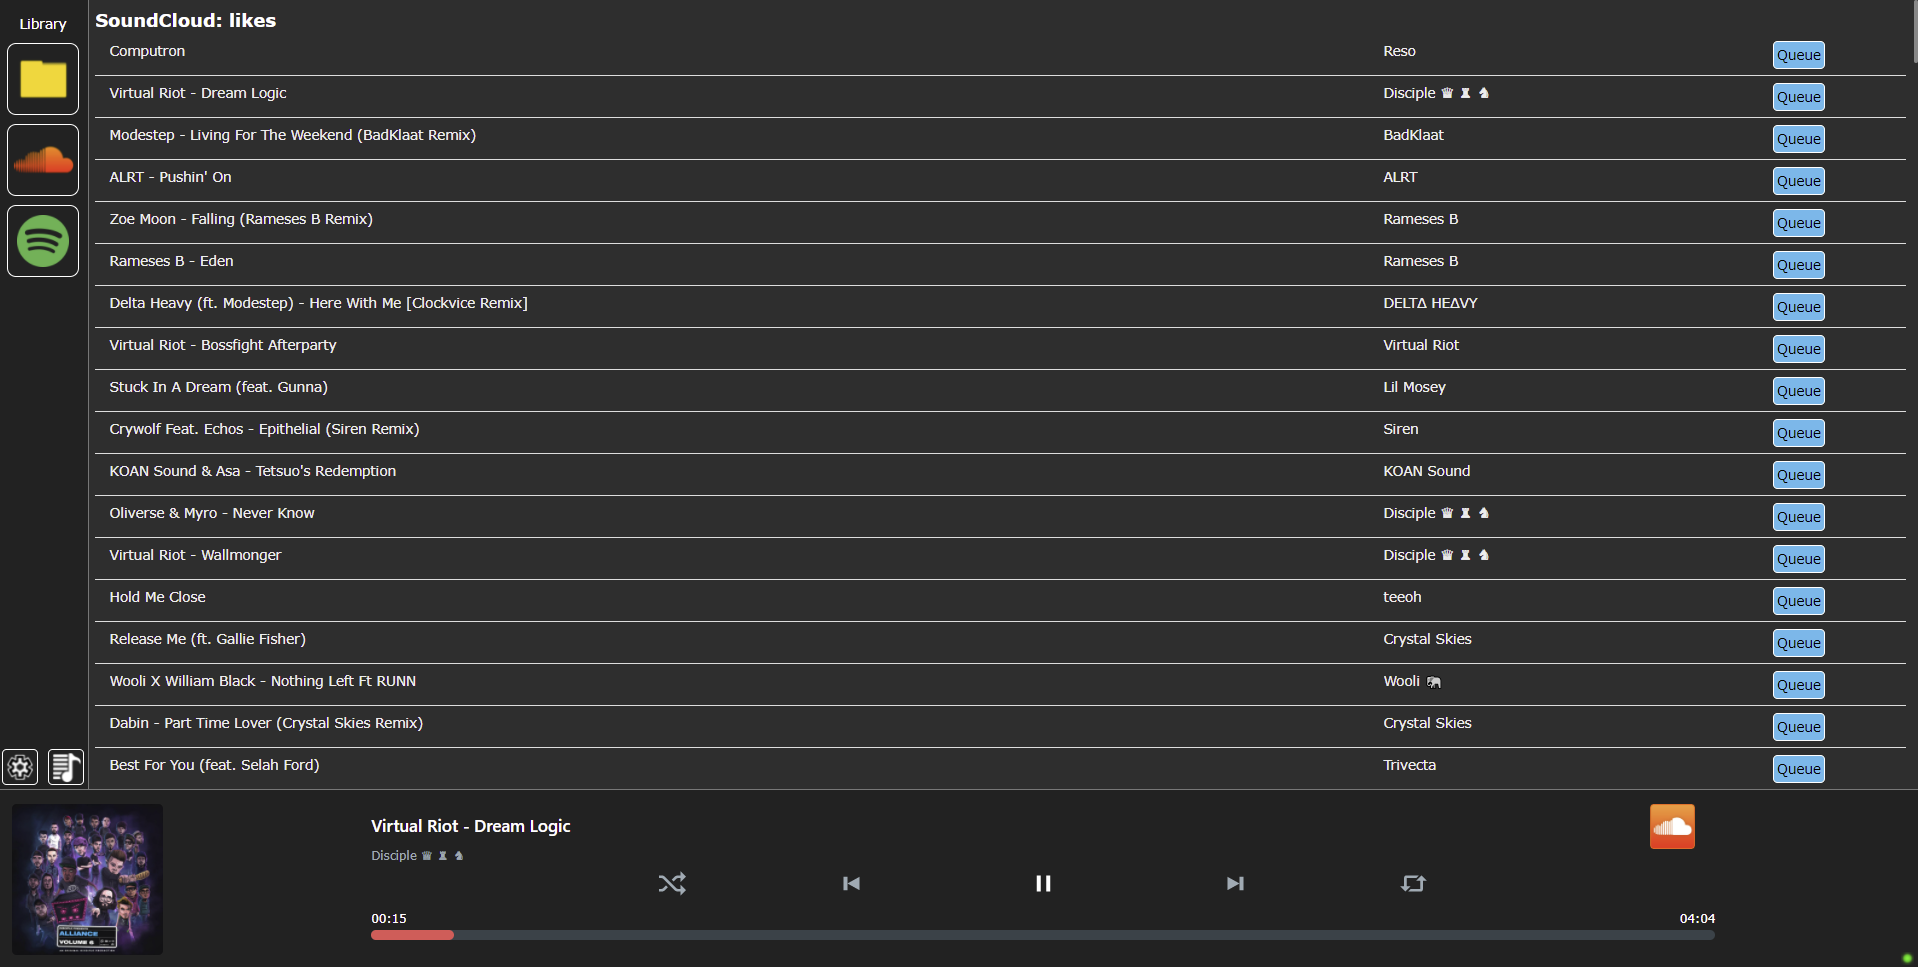 Library
SoundCloud: likes
Computron Reso Queue
Virtual Riot - Dream Logic Disciple ♛ ♜ ♞ Queue
Modestep - Living For The Weekend (BadKlaat Remix) BadKlaat Queue
ALRT - Pushin' On ALRT Queue
Zoe Moon - Falling (Rameses B Remix) Rameses B Queue
Rameses B - Eden Rameses B Queue
Delta Heavy (ft. Modestep) - Here With Me [Clockvice Remix] DELTΔ HEΔVY Queue
Virtual Riot - Bossfight Afterparty Virtual Riot Queue
Stuck In A Dream (feat. Gunna) Lil Mosey Queue
Crywolf Feat. Echos - Epithelial (Siren Remix) Siren Queue
KOAN Sound & Asa - Tetsuo's Redemption KOAN Sound Queue
Oliverse & Myro - Never Know Disciple ♛ ♜ ♞ Queue
Virtual Riot - Wallmonger Disciple ♛ ♜ ♞ Queue
Hold Me Close teeoh Queue
Release Me (ft. Gallie Fisher) Crystal Skies Queue
Wooli X William Black - Nothing Left Ft RUNN Wooli 🐘 Queue
Dabin - Part Time Lover (Crystal Skies Remix) Crystal Skies Queue
Best For You (feat. Selah Ford) Trivecta Queue
ALLIANCE
VOLUME 6
Virtual Riot - Dream Logic
Disciple ♛ ♜ ♞
00:15 04:04